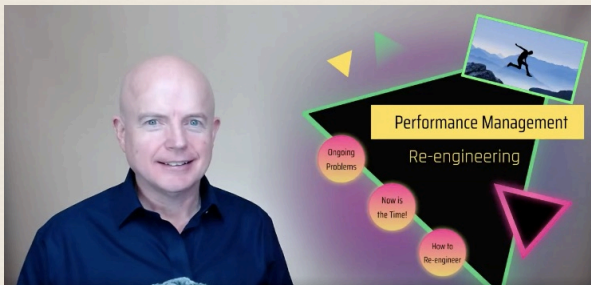 Performance Management
Re-engineering
Ongoing
Problems
Now is
the Time!
How to
Re-engineer